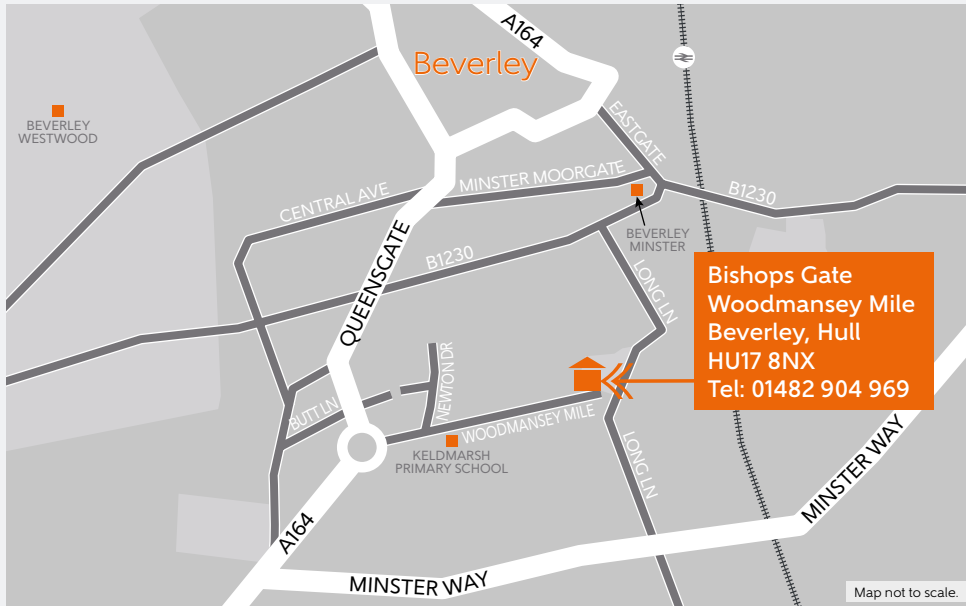 A164
Beverley
BEVERLEY
WESTWOOD
EASTGATE
MINSTER MOORGATE
CENTRAL AVE
B1230
BEVERLEY
MINSTER
QUEENSGATE
B1230
LONG LN
Bishops Gate
Woodmansey Mile
Beverley, Hull
HU17 8NX
Tel: 01482 904 969
NEWTON DR
BUTT LN
WOODMANSEY MILE
KELDMARSH
PRIMARY SCHOOL
LONG LN
MINSTER WAY
A164
MINSTER WAY
Map not to scale.